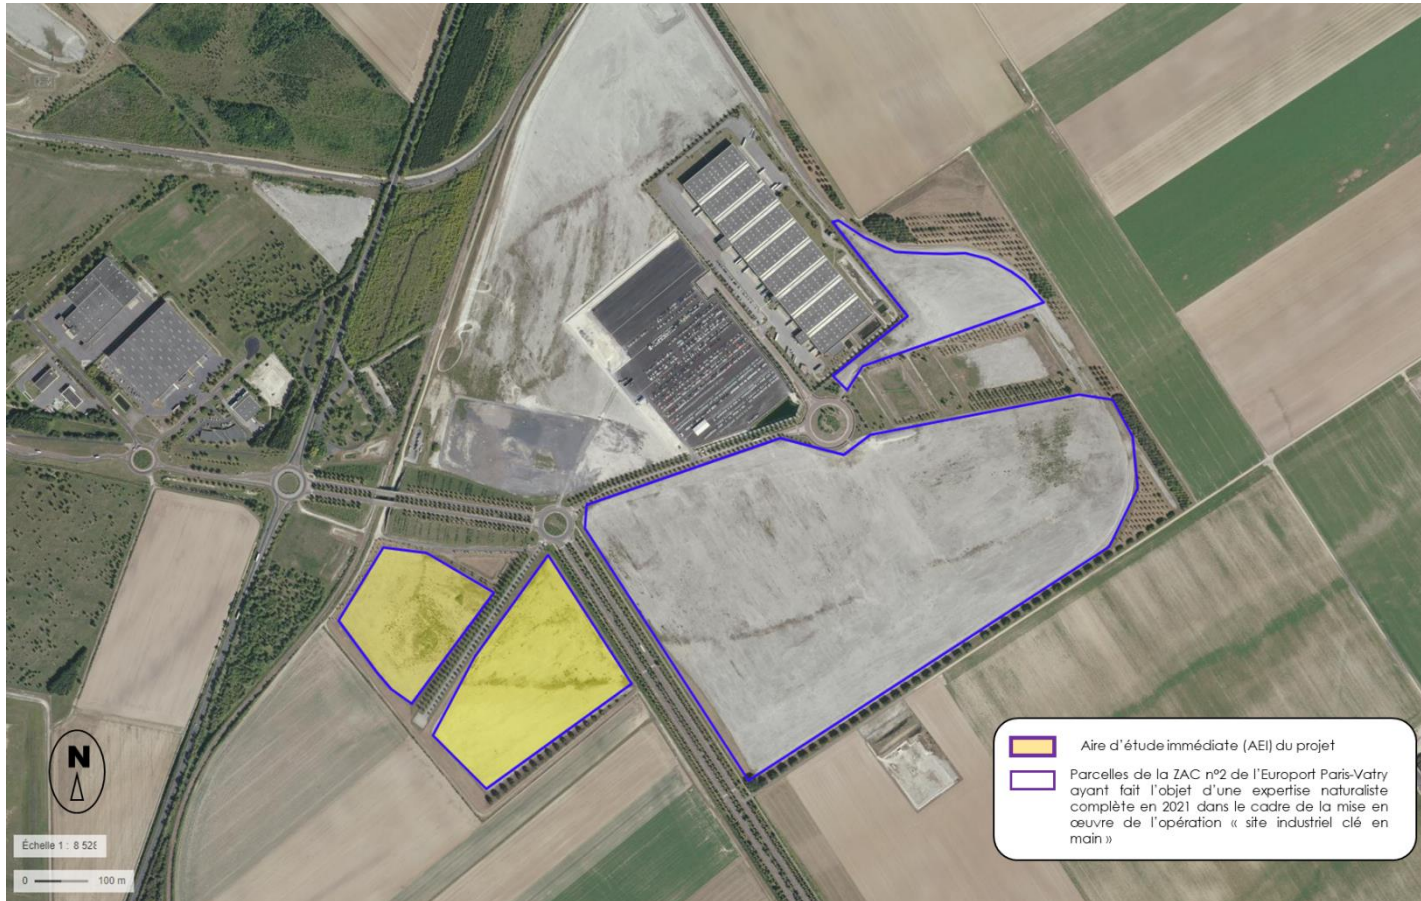 Aire d'étude immédiate (AEI) du projet
Parcelles de la ZAC n°2 de l'Europort Paris-Vatry
ayant fait l'objet d'une expertise naturaliste
complète en 2021 dans le cadre de la mise en
œuvre de l'opération « site industriel clé en
main »
N
Échelle 1 : 8 528
0 100 m